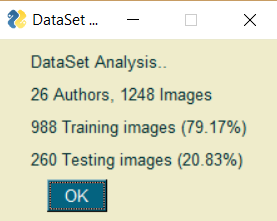 DataSet ...
DataSet Analysis..
26 Authors, 1248 Images
988 Training images (79.17%)
260 Testing images (20.83%)
OK